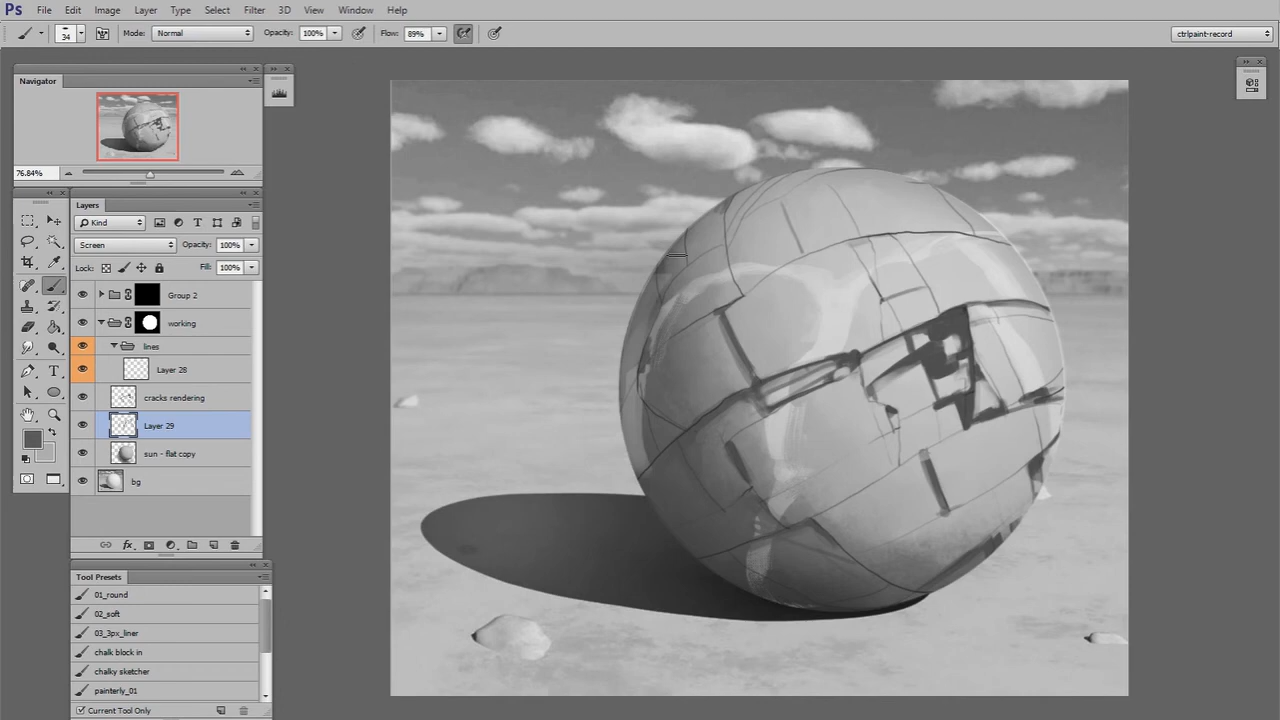 Ps File Edit Image Layer Type Select Filter 3D View Window Help
34 Mode: Normal Opacity: 100% Flow: 89% ctrlpaint-record
Navigator
76.84%
Layers
Kind
Screen Opacity: 100%
Lock: Fill: 100%
Group 2
working
lines
Layer 28
cracks rendering
Layer 29
sun - flat copy
bg
fx
Tool Presets
01_round
02_soft
03_3px_liner
chalk block in
chalky sketcher
painterly_01
Current Tool Only